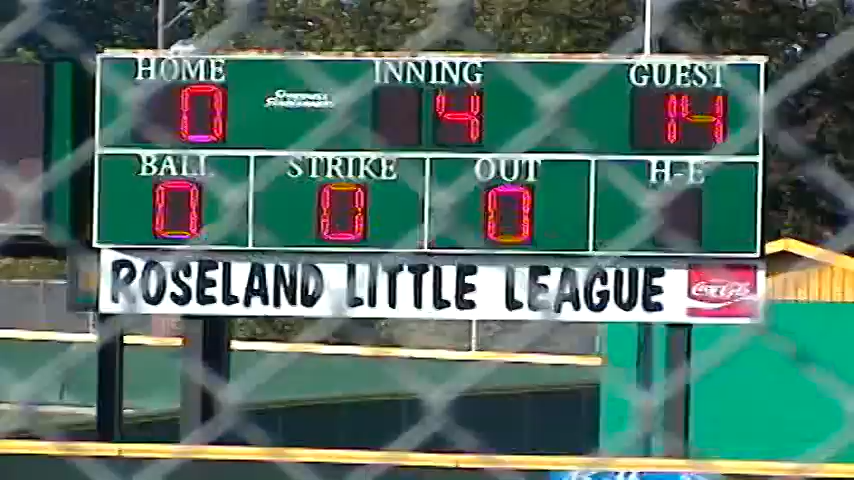 HOME INNING GUEST
0 4 14
BALL STRIKE OUT H-E
0 0 0
ROSELAND LITTLE LEAGUE Coca-Cola